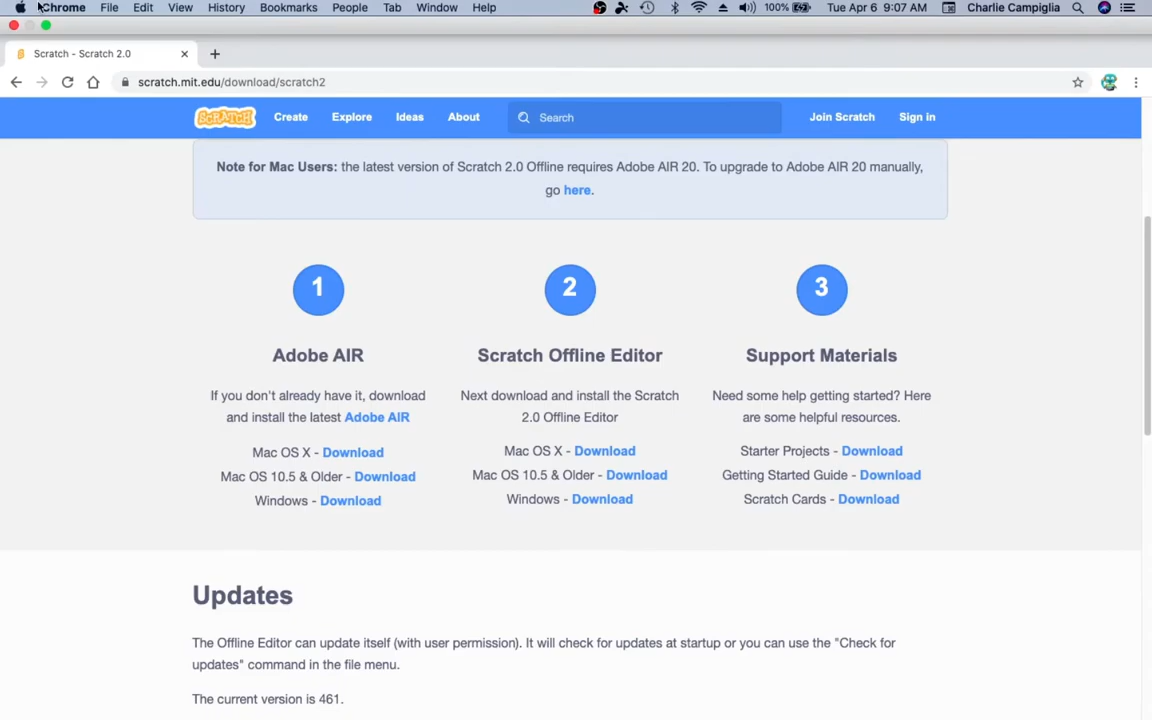 Chrome File Edit View History Bookmarks People Tab Window Help 100% Tue Apr 6 9:07 AM Charlie Campiglia
Scratch - Scratch 2.0
scratch.mit.edu/download/scratch2
SCRATCH Create Explore Ideas About Search Join Scratch Sign in
Note for Mac Users: the latest version of Scratch 2.0 Offline requires Adobe AIR 20. To upgrade to Adobe AIR 20 manually,
go here.
1
Adobe AIR
If you don't already have it, download
and install the latest Adobe AIR
Mac OS X - Download
Mac OS 10.5 & Older - Download
Windows - Download
2
Scratch Offline Editor
Next download and install the Scratch
2.0 Offline Editor
Mac OS X - Download
Mac OS 10.5 & Older - Download
Windows - Download
3
Support Materials
Need some help getting started? Here
are some helpful resources.
Starter Projects - Download
Getting Started Guide - Download
Scratch Cards - Download
Updates
The Offline Editor can update itself (with user permission). It will check for updates at startup or you can use the "Check for
updates" command in the file menu.
The current version is 461.